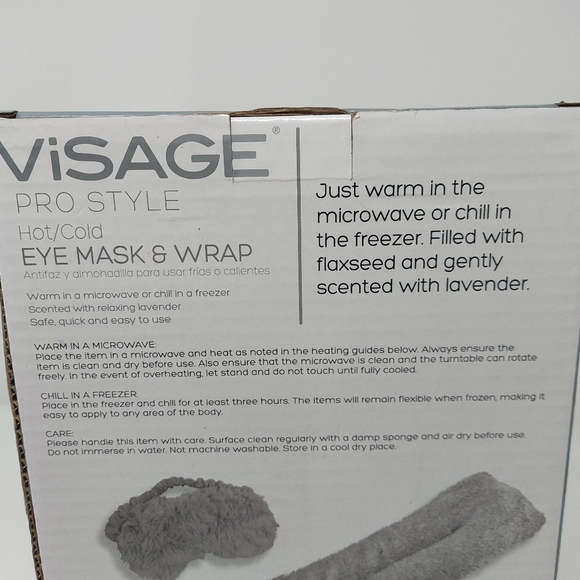 ViSAGE®
PRO STYLE
Hot/Cold
EYE MASK & WRAP
Antifaz y almohadilla para usar frías o calientes
Warm in a microwave or chill in a freezer
Scented with relaxing lavender
Safe, quick and easy to use
Just warm in the
microwave or chill in
the freezer. Filled with
flaxseed and gently
scented with lavender.
WARM IN A MICROWAVE:
Place the item in a microwave and heat as noted in the heating guides below. Always ensure the
item is clean and dry before use. Also ensure that the microwave is clean and the turntable can rotate
freely. In the event of overheating, let stand and do not touch until fully cooled.
CHILL IN A FREEZER:
Place in the freezer and chill for at least three hours. The items will remain flexible when frozen, making it
easy to apply to any area of the body.
CARE:
Please handle this item with care. Surface clean regularly with a damp sponge and air dry before use.
Do not immerse in water. Not machine washable. Store in a cool dry place.